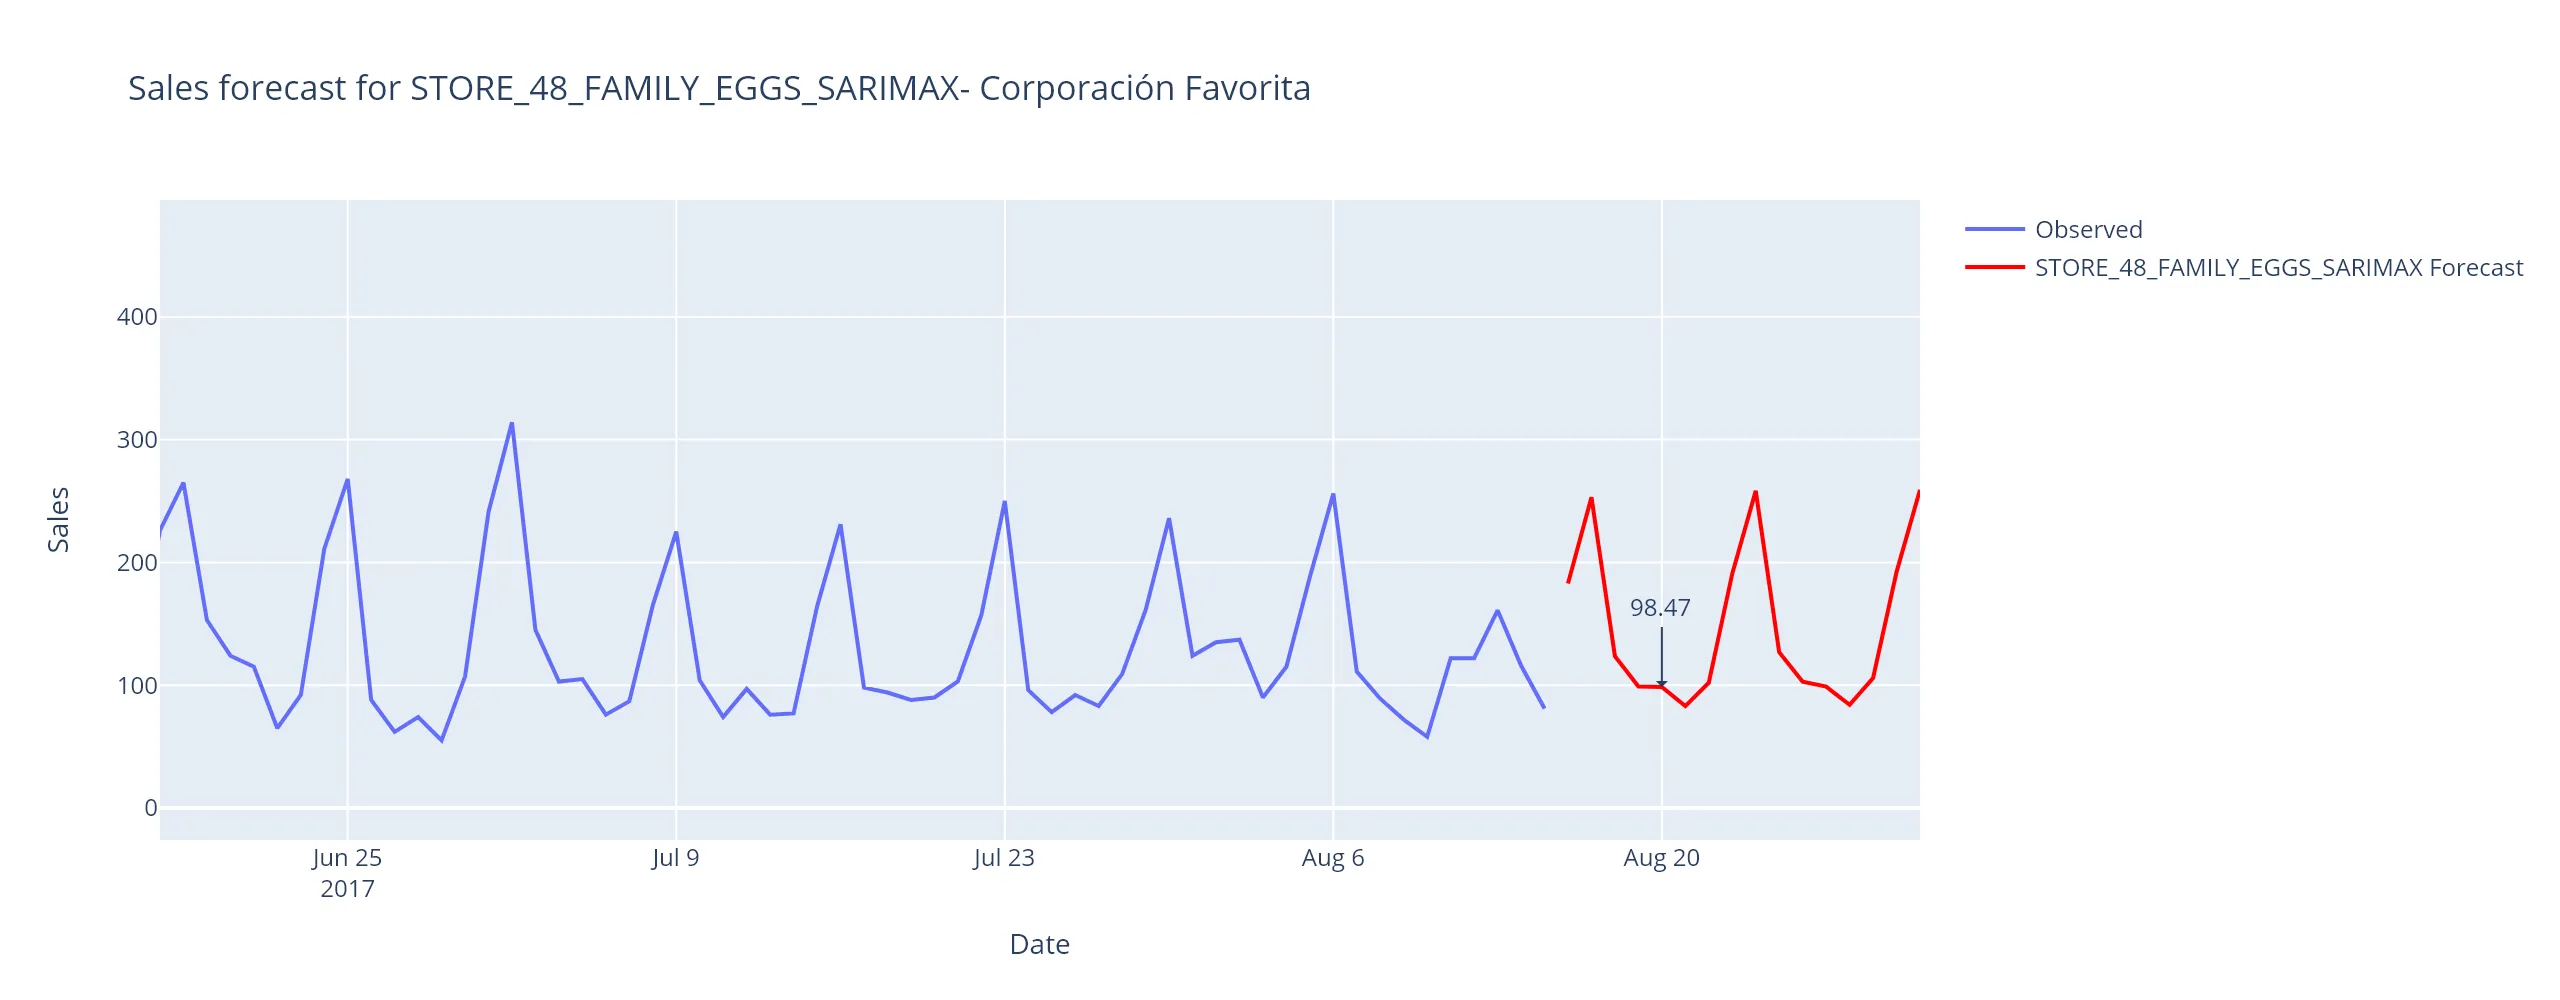 Sales forecast for STORE_48_FAMILY_EGGS_SARIMAX- Corporación Favorita
Observed
STORE_48_FAMILY_EGGS_SARIMAX Forecast
400
300
200
100
0
Sales
98.47
Jun 25
2017
Jul 9
Jul 23
Aug 6
Aug 20
Date